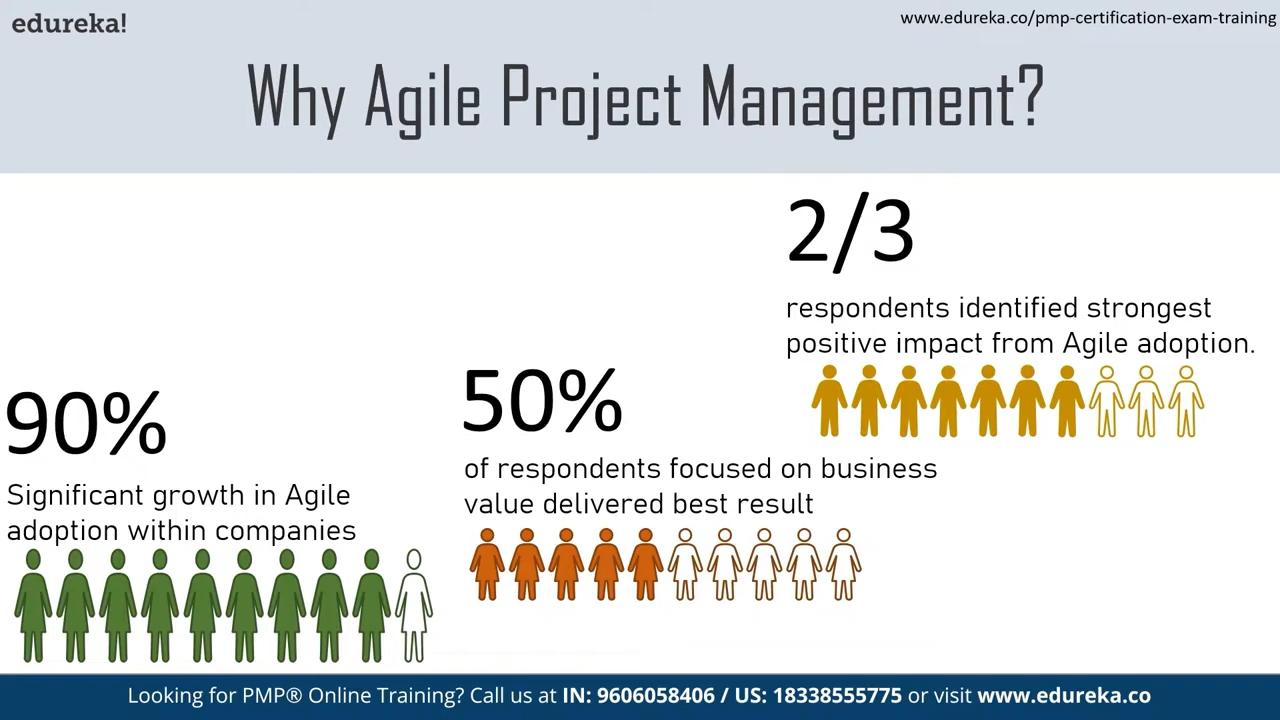 edureka!
www.edureka.co/pmp-certification-exam-training
Why Agile Project Management?
90%
Significant growth in Agile
adoption within companies
50%
of respondents focused on business
value delivered best result
2/3
respondents identified strongest
positive impact from Agile adoption.
Looking for PMP® Online Training? Call us at IN: 9606058406 / US: 18338555775 or visit www.edureka.co